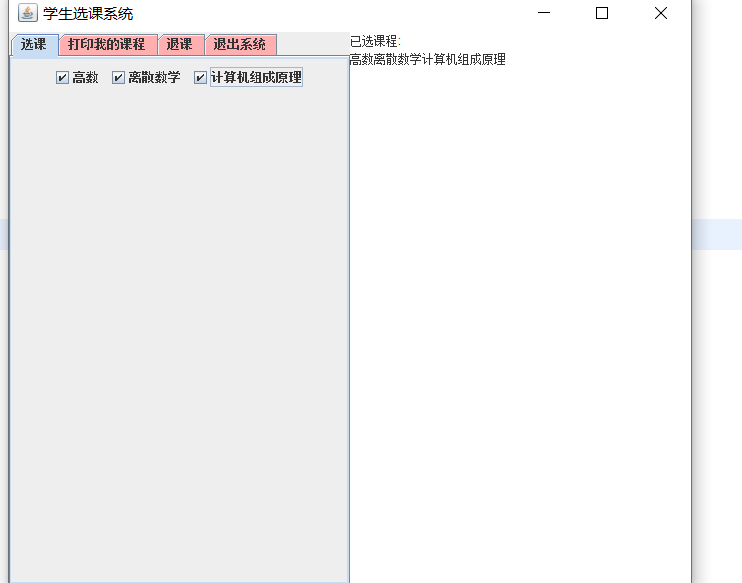 学生选课系统
选课 打印我的课程 退课 退出系统
已选课程:
高数离散数学计算机组成原理
高数 离散数学 计算机组成原理